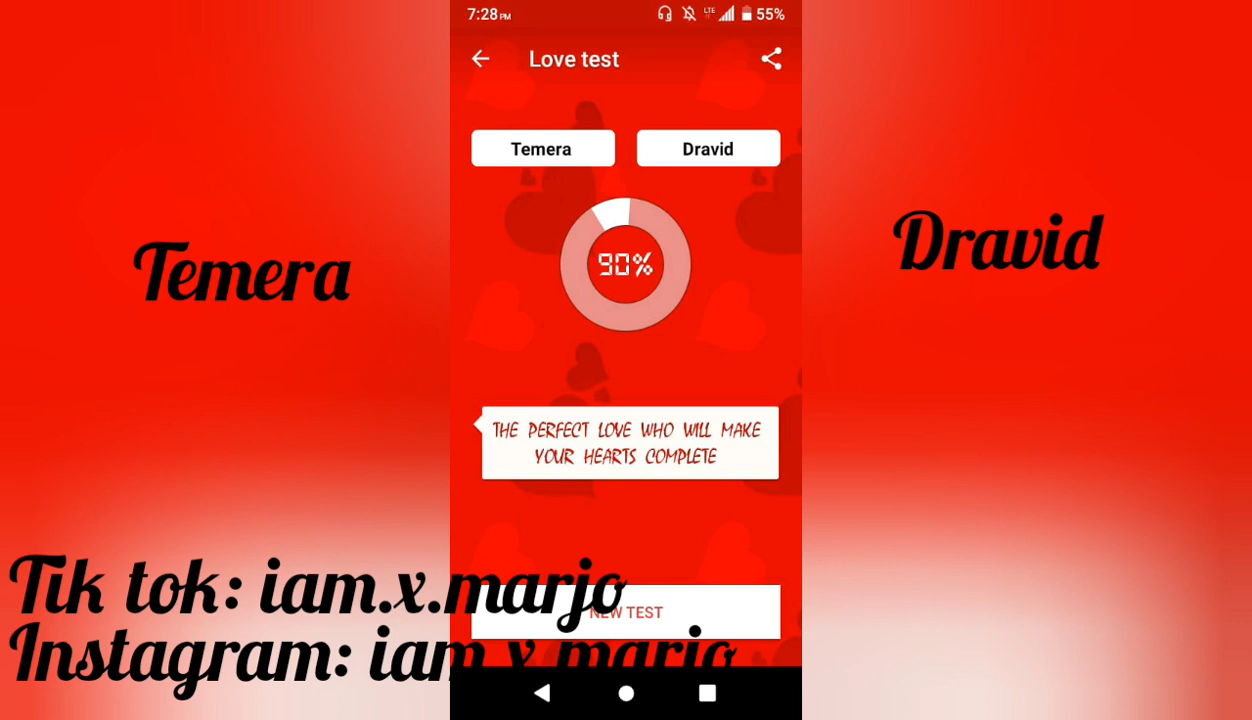 7:28 PM LTE 55%
Love test
Temera Dravid
Temera
Dravid
90%
THE PERFECT LOVE WHO WILL MAKE
YOUR HEARTS COMPLETE
NEW TEST
Tik tok: iam.x.marjo
Instagram: iam.x.marjo